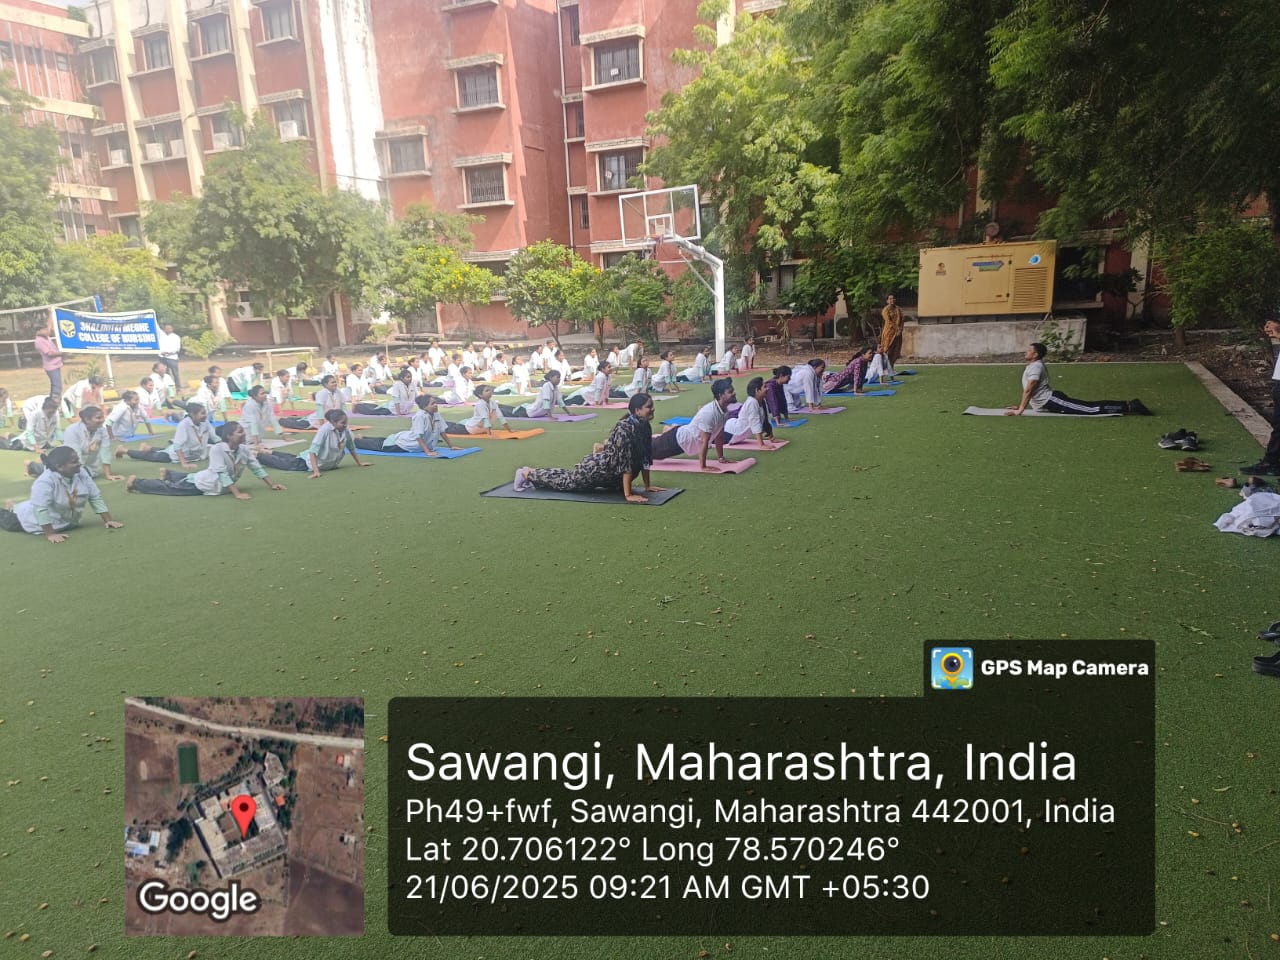 SHALINITAI MEGHE
COLLEGE OF NURSING
GPS Map Camera
Sawangi, Maharashtra, India
Ph49+fwf, Sawangi, Maharashtra 442001, India
Lat 20.706122° Long 78.570246°
21/06/2025 09:21 AM GMT +05:30
Google